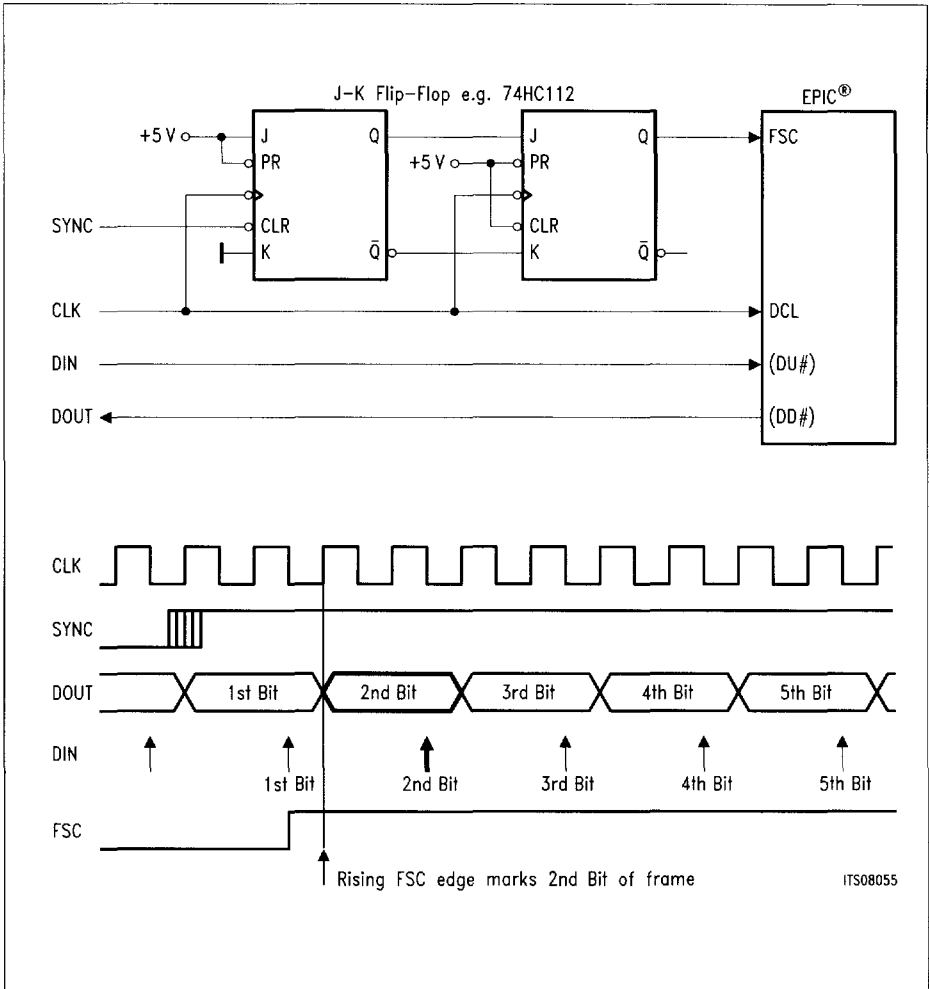 J-K Flip-Flop e.g. 74HC112
EPIC®
+5 V
J
Q
PR
CLR
K
Q̅
+5 V
J
Q
PR
CLR
K
Q̅
FSC
DCL
(DU#)
(DD#)
SYNC
CLK
DIN
DOUT
CLK
SYNC
DOUT
1st Bit
2nd Bit
3rd Bit
4th Bit
5th Bit
DIN
1st Bit
2nd Bit
3rd Bit
4th Bit
5th Bit
FSC
Rising FSC edge marks 2nd Bit of frame
ITS08055